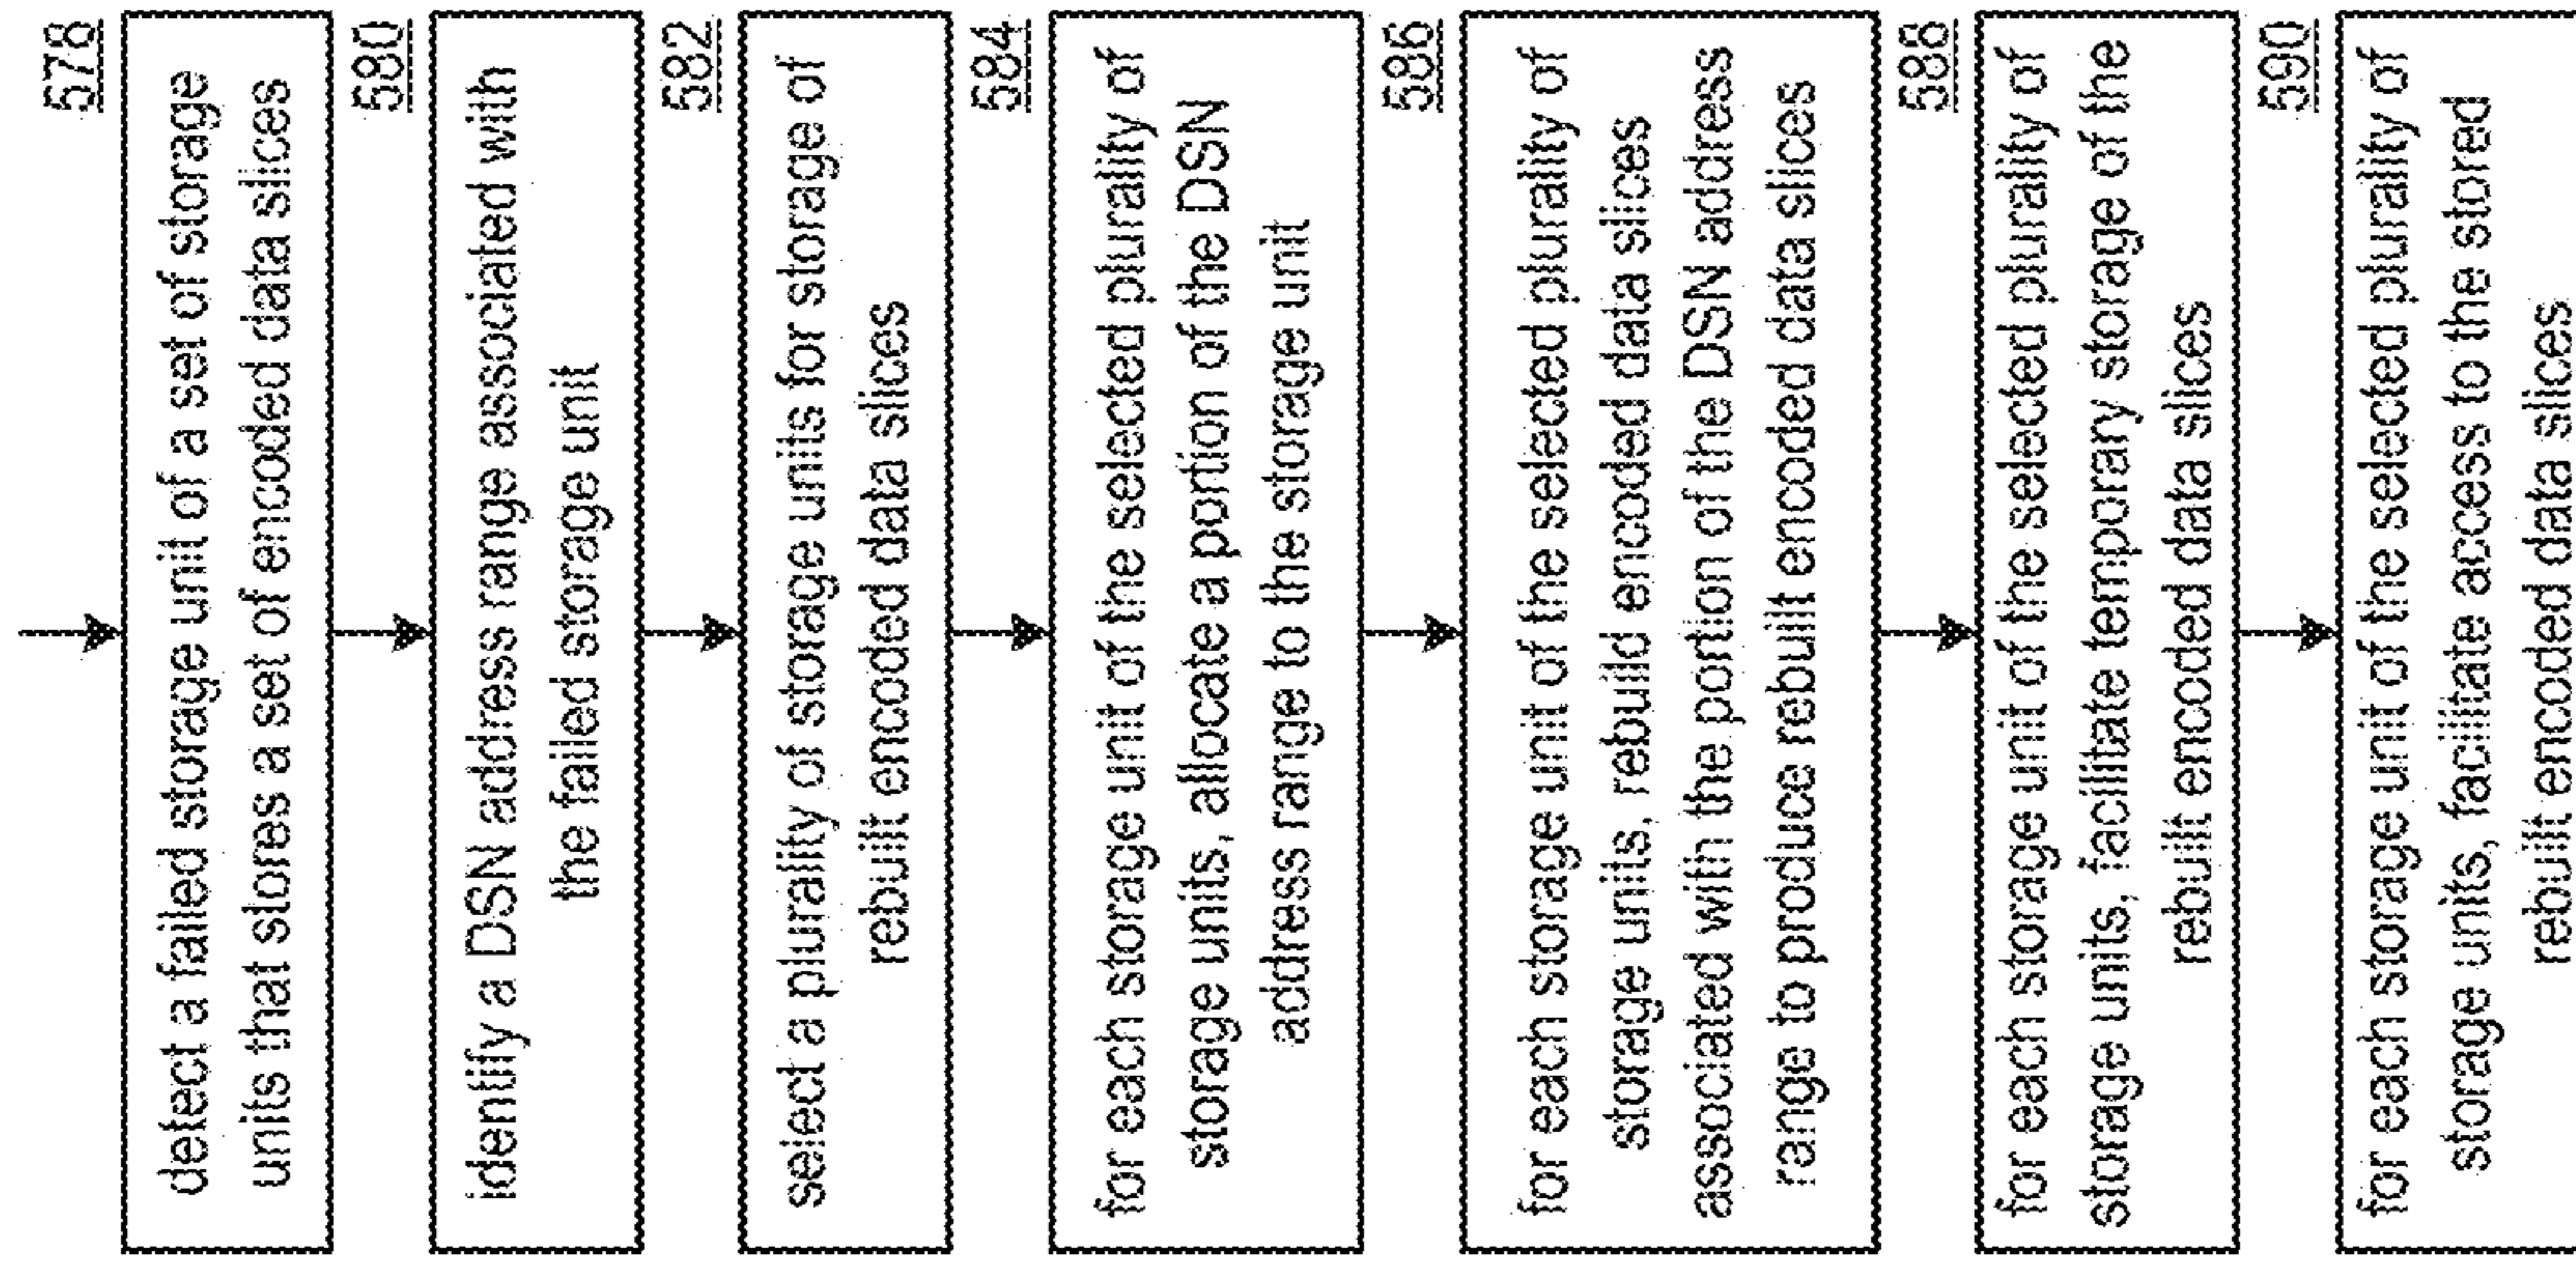 578
detect a failed storage unit of a set of storage
units that stores a set of encoded data slices
580
identify a DSN address range associated with
the failed storage unit
582
select a plurality of storage units for storage of
rebuilt encoded data slices
584
for each storage unit of the selected plurality of
storage units, allocate a portion of the DSN
address range to the storage unit
586
for each storage unit of the selected plurality of
storage units, rebuild encoded data slices
associated with the portion of the DSN address
range to produce rebuilt encoded data slices
588
for each storage unit of the selected plurality of
storage units, facilitate temporary storage of the
rebuilt encoded data slices
590
for each storage unit of the selected plurality of
storage units, facilitate access to the stored
rebuilt encoded data slices